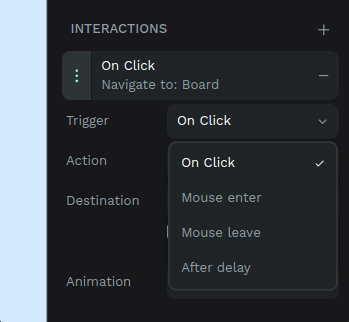 INTERACTIONS
On Click
Navigate to: Board
Trigger
On Click
Action
On Click
Mouse enter
Destination
Mouse leave
After delay
Animation